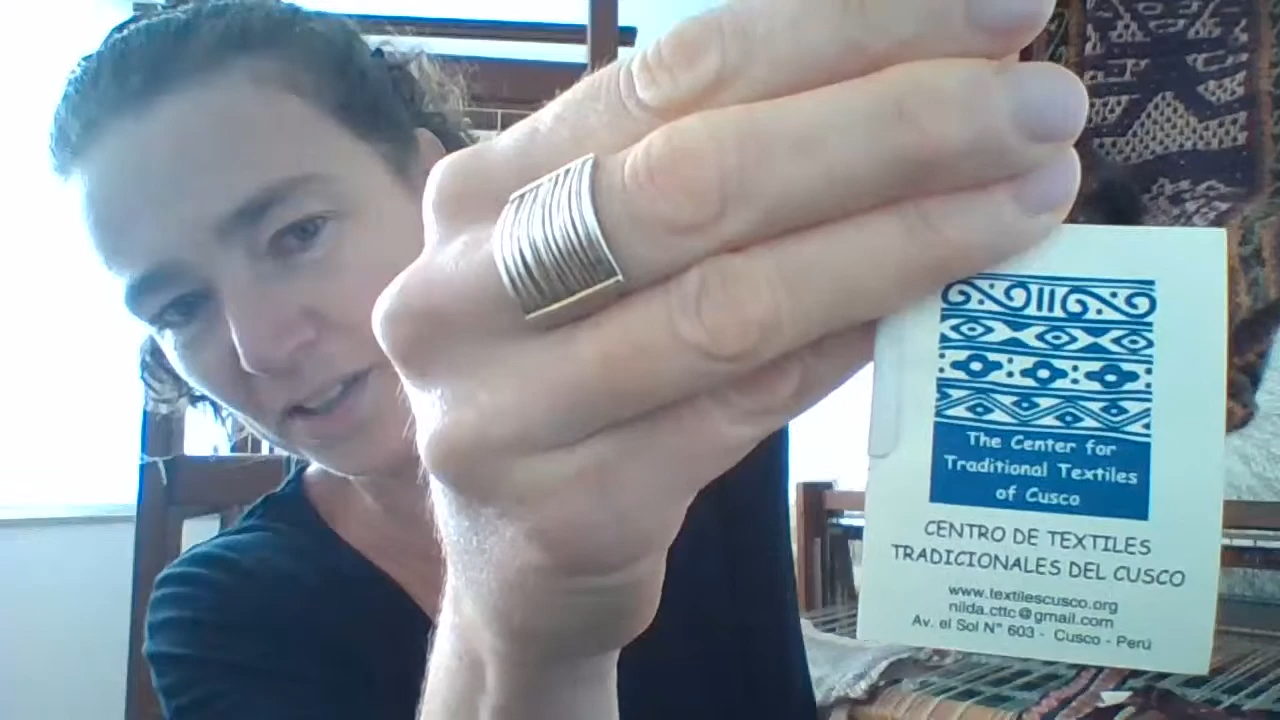 The Center for
Traditional Textiles
of Cusco
CENTRO DE TEXTILES
TRADICIONALES DEL CUSCO
www.textilescusco.org
nilda.cttc@gmail.com
Av. el Sol N° 603 - Cusco - Perú